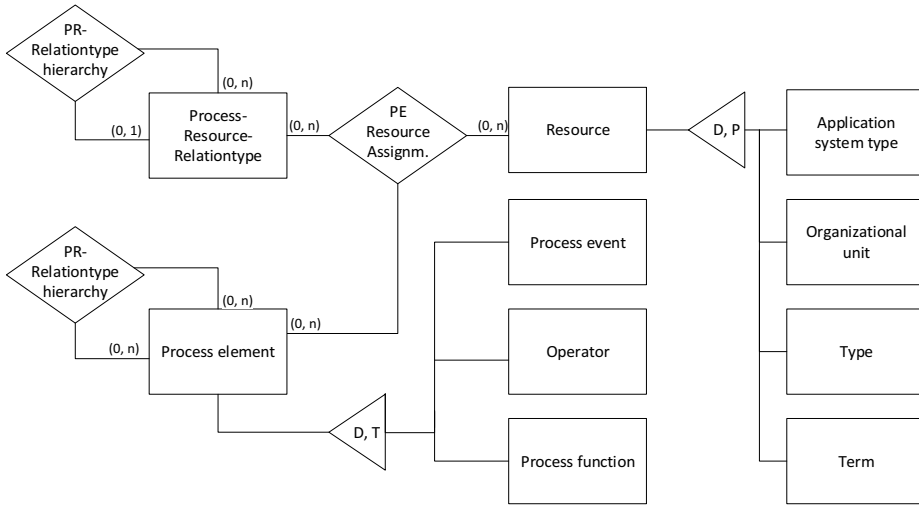 PR-
Relationtype
hierarchy
(0, n)
(0, 1)
Process-
Resource-
Relationtype
(0, n)
PE
Resource
Assignm.
(0, n)
Resource
D, P
Application
system type
Process event
Organizational
unit
PR-
Relationtype
hierarchy
(0, n)
(0, n)
(0, n)
Process element
Operator
Type
D, T
Process function
Term